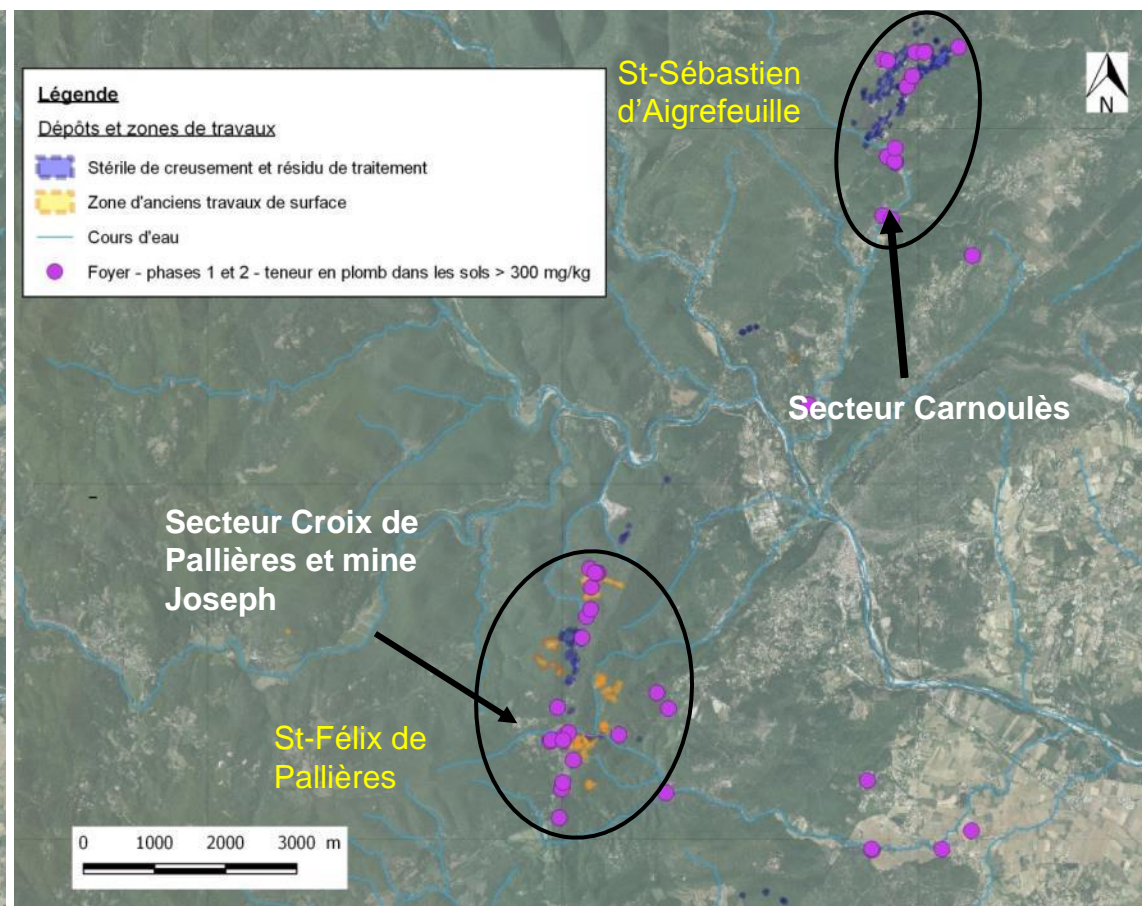 Légende
Dépôts et zones de travaux
Stérile de creusement et résidu de traitement
Zone d'anciens travaux de surface
Cours d'eau
Foyer - phases 1 et 2 - teneur en plomb dans les sols > 300 mg/kg
St-Sébastien
d'Aigrefeuille
N
Secteur Carnoulès
Secteur Croix de
Pallières et mine
Joseph
St-Félix de
Pallières
0 1000 2000 3000 m